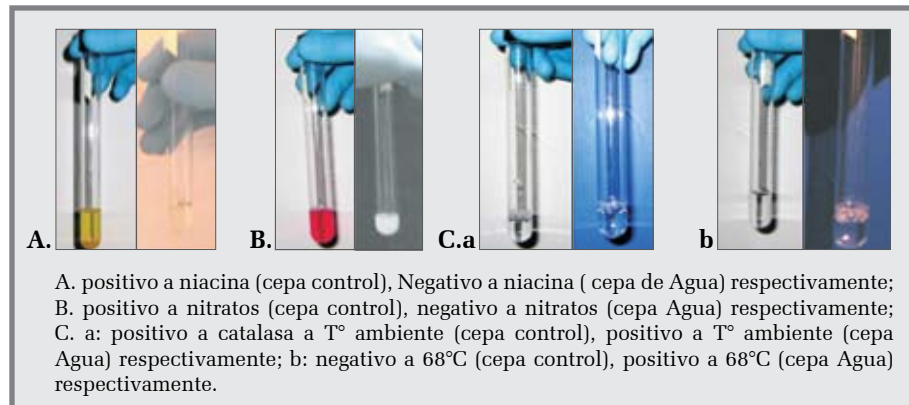 A. B. C.a b
A. positivo a niacina (cepa control), Negativo a niacina ( cepa de Agua) respectivamente;
B. positivo a nitratos (cepa control), negativo a nitratos (cepa Agua) respectivamente;
C. a: positivo a catalasa a T° ambiente (cepa control), positivo a T° ambiente (cepa
Agua) respectivamente; b: negativo a 68°C (cepa control), positivo a 68°C (cepa Agua)
respectivamente.